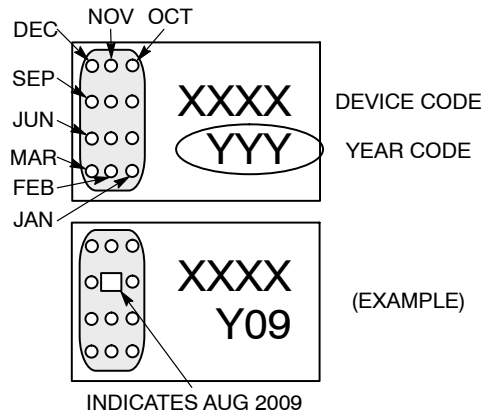 DEC NOV OCT
SEP
JUN
MAR
FEB
JAN
XXXX DEVICE CODE
YYY YEAR CODE
XXXX
Y09
(EXAMPLE)
INDICATES AUG 2009